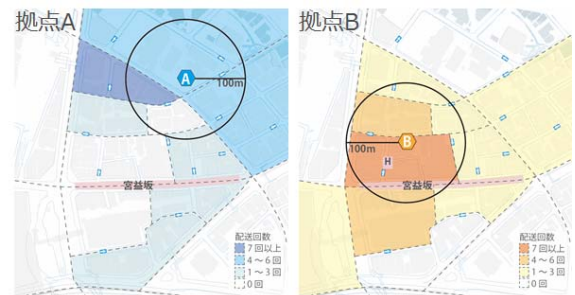 拠点A
A
100m
宮益坂
配送回数
7回以上
4～6回
1～3回
0回
拠点B
B
100m
H
宮益坂
配送回数
7回以上
4～6回
1～3回
0回